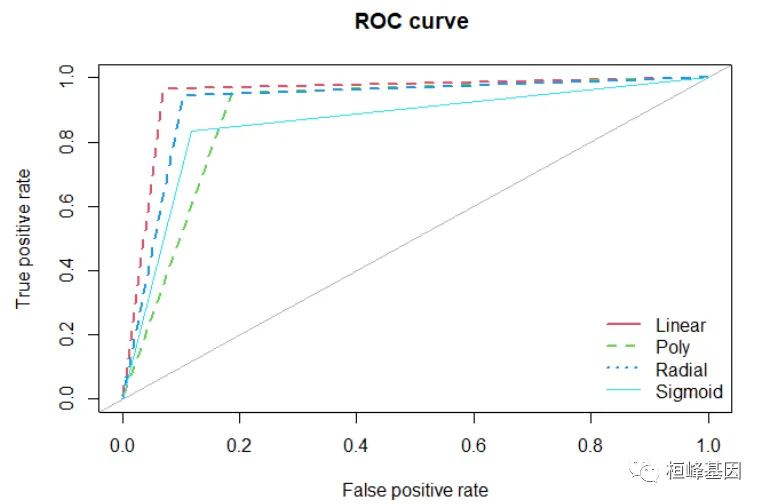 ROC curve
True positive rate
1.0
0.8
0.6
0.4
0.2
0.0
Linear
Poly
Radial
Sigmoid
0.0 0.2 0.4 0.6 0.8 1.0
False positive rate
桓峰基因